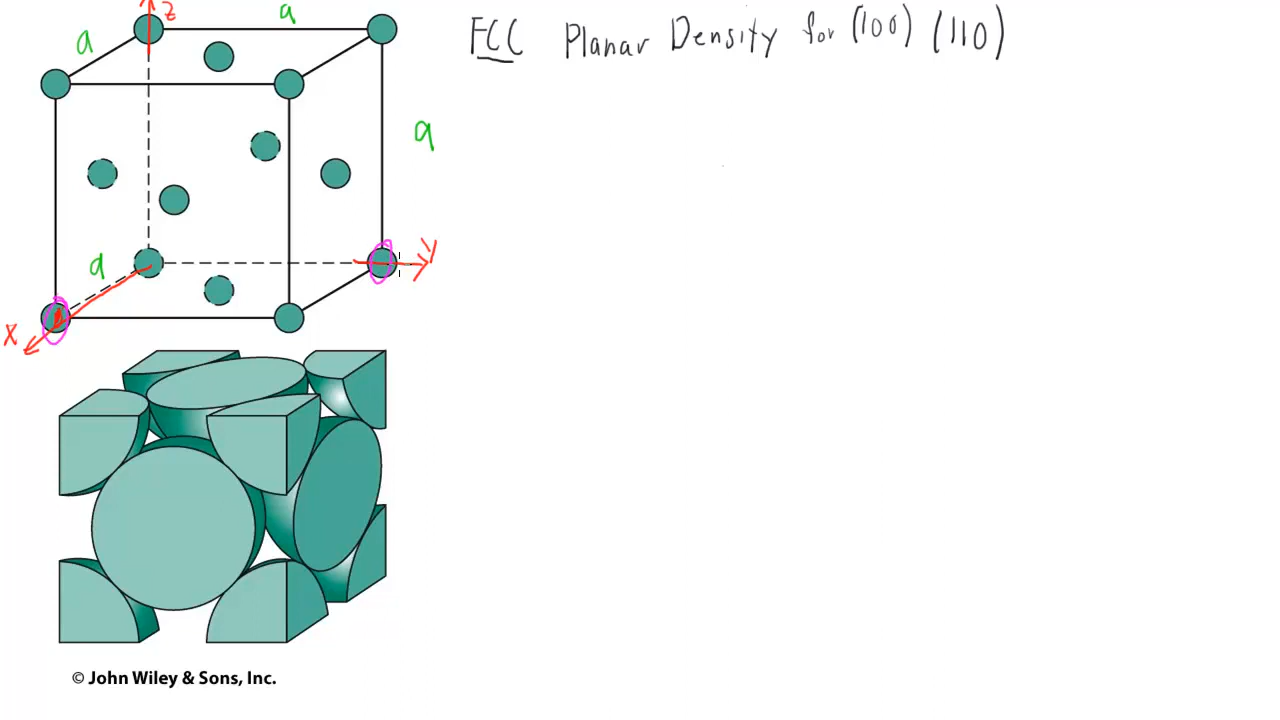 FCC Planar Density for (100) (110)
z
a
a
a
a
Y
X
© John Wiley & Sons, Inc.